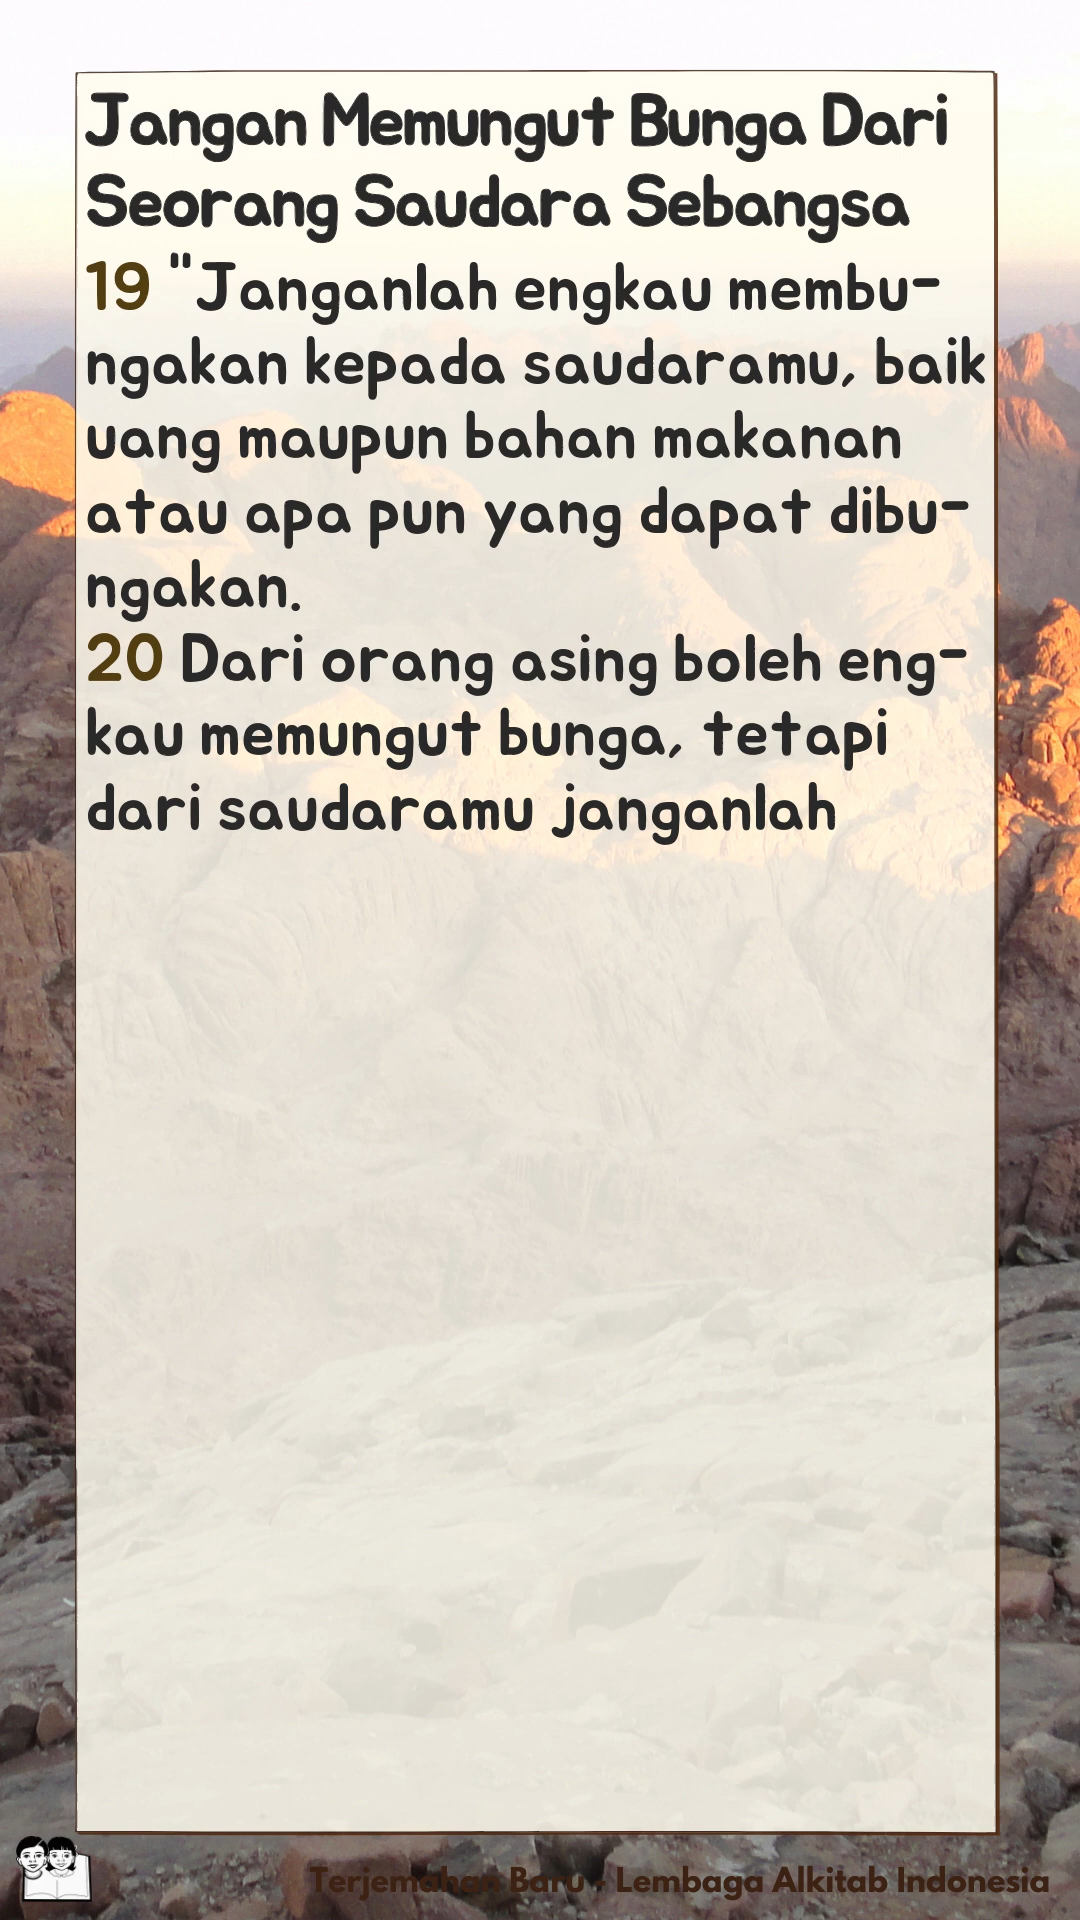 Jangan Memungut Bunga Dari
Seorang Saudara Sebangsa
19 "Janganlah engkau membu-
ngakan kepada saudaramu, baik
uang maupun bahan makanan
atau apa pun yang dapat dibu-
ngakan.
20 Dari orang asing boleh eng-
kau memungut bunga, tetapi
dari saudaramu janganlah
Terjemahan Baru - Lembaga Alkitab Indonesia